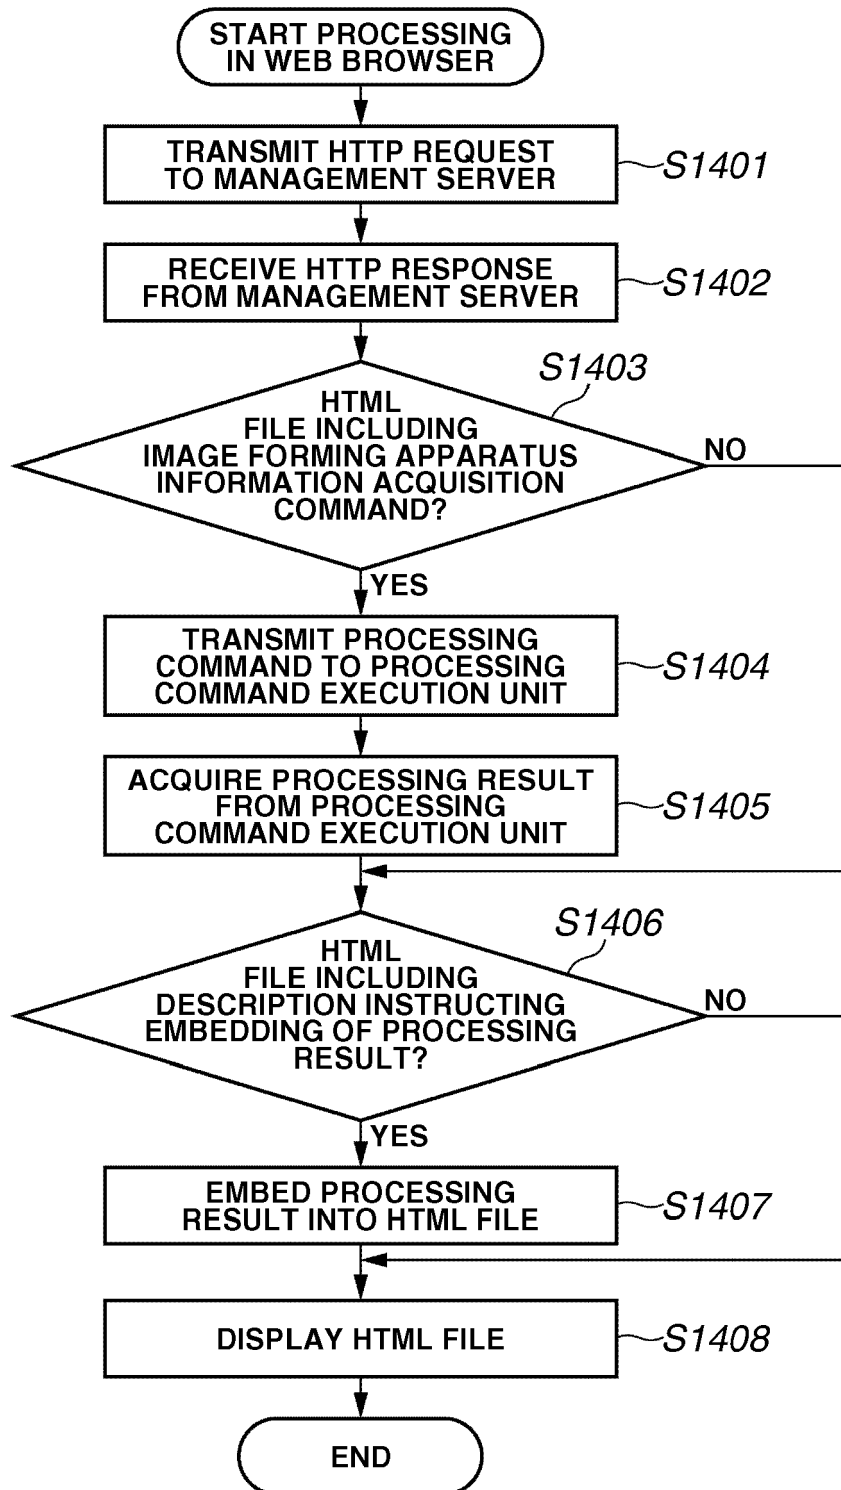 START PROCESSING
IN WEB BROWSER
TRANSMIT HTTP REQUEST
TO MANAGEMENT SERVER
S1401
RECEIVE HTTP RESPONSE
FROM MANAGEMENT SERVER
S1402
S1403
HTML
FILE INCLUDING
IMAGE FORMING APPARATUS
INFORMATION ACQUISITION
COMMAND?
NO
YES
TRANSMIT PROCESSING
COMMAND TO PROCESSING
COMMAND EXECUTION UNIT
S1404
ACQUIRE PROCESSING RESULT
FROM PROCESSING
COMMAND EXECUTION UNIT
S1405
S1406
HTML
FILE INCLUDING
DESCRIPTION INSTRUCTING
EMBEDDING OF PROCESSING
RESULT?
NO
YES
EMBED PROCESSING
RESULT INTO HTML FILE
S1407
DISPLAY HTML FILE
S1408
END